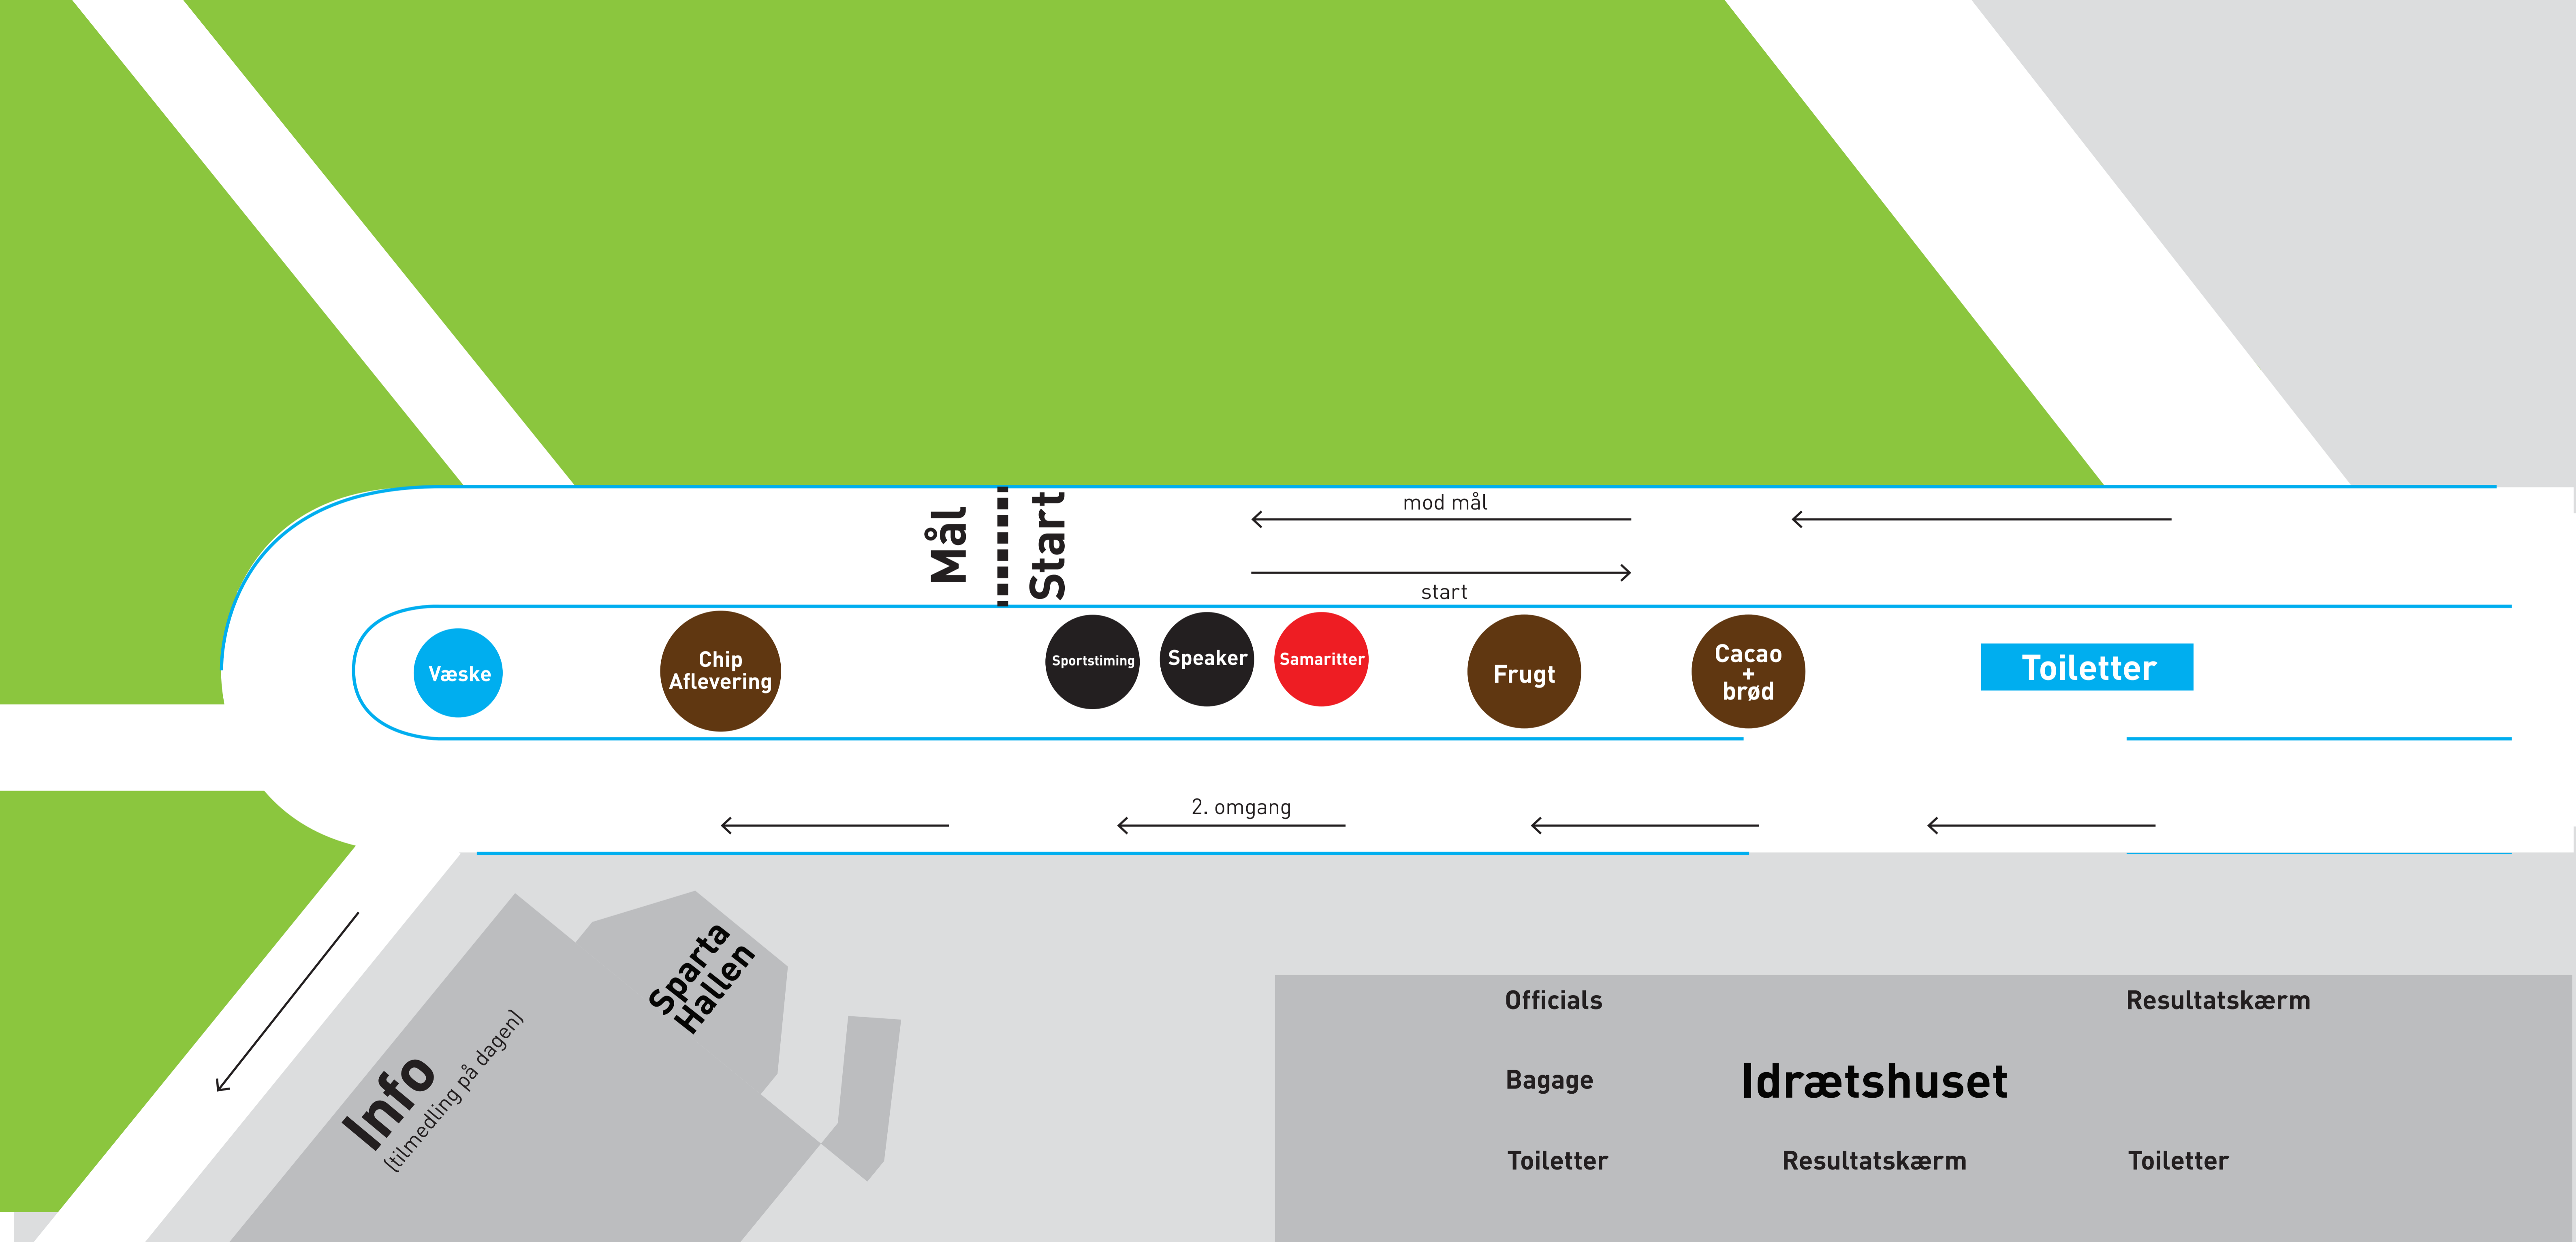 mod mål
Mål
Start
start
Væske
Chip
Aflevering
Sportstiming
Speaker
Samaritter
Frugt
Cacao
+
brød
Toiletter
2. omgang
Sparta
Hallen
Info
(tilmedling på dagen)
Officials
Resultatskærm
Bagage
Idrætshuset
Toiletter
Resultatskærm
Toiletter